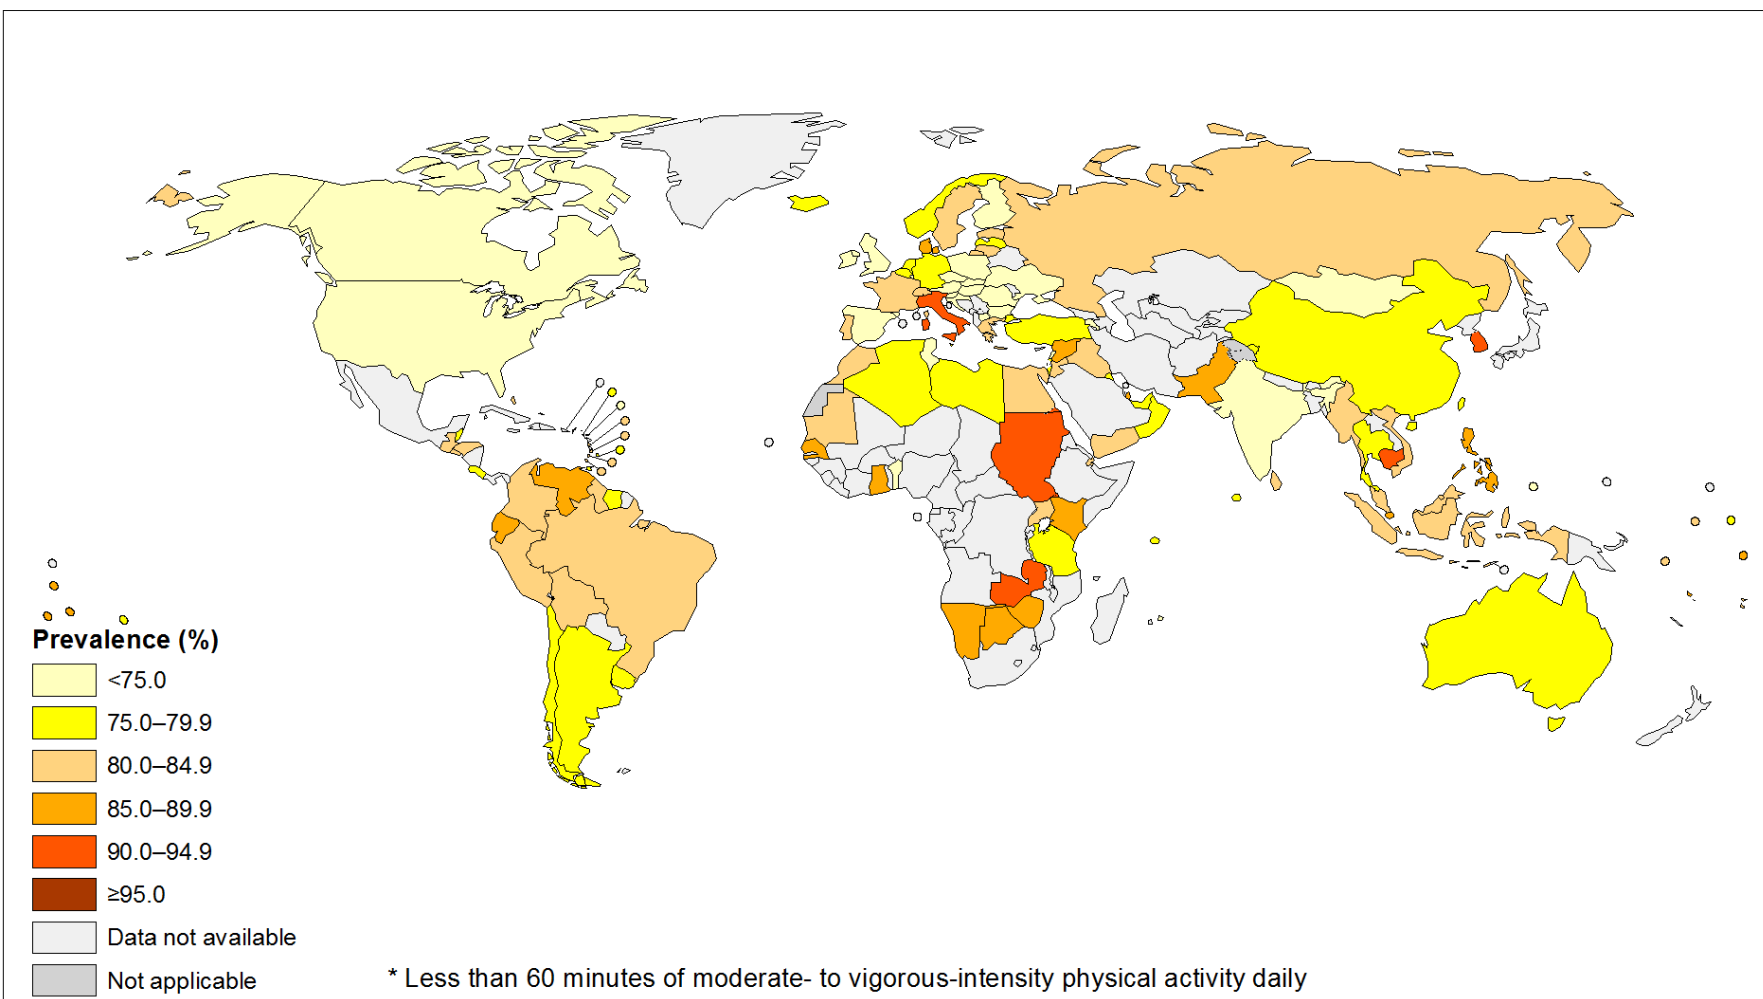 Prevalence (%)
<75.0
75.0–79.9
80.0–84.9
85.0–89.9
90.0–94.9
≥95.0
Data not available
Not applicable
* Less than 60 minutes of moderate- to vigorous-intensity physical activity daily